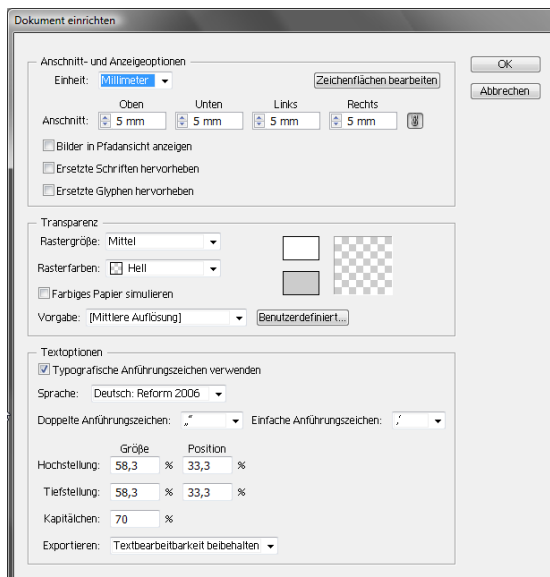 Dokument einrichten
Anschnitt- und Anzeigeoptionen
OK
Einheit: Millimeter Zeichenflächen bearbeiten
Abbrechen
Oben Unten Links Rechts
Anschnitt: 5 mm 5 mm 5 mm 5 mm
Bilder in Pfadansicht anzeigen
Ersetzte Schriften hervorheben
Ersetzte Glyphen hervorheben
Transparenz
Rastergröße: Mittel
Rasterfarben: Hell
Farbiges Papier simulieren
Vorgabe: [Mittlere Auflösung] Benutzerdefiniert...
Textoptionen
Typografische Anführungszeichen verwenden
Sprache: Deutsch: Reform 2006
Doppelte Anführungszeichen: „“ Einfache Anführungszeichen: ‚‘
Größe Position
Hochstellung: 58,3 % 33,3 %
Tiefstellung: 58,3 % 33,3 %
Kapitälchen: 70 %
Exportieren: Textbearbeitbarkeit beibehalten